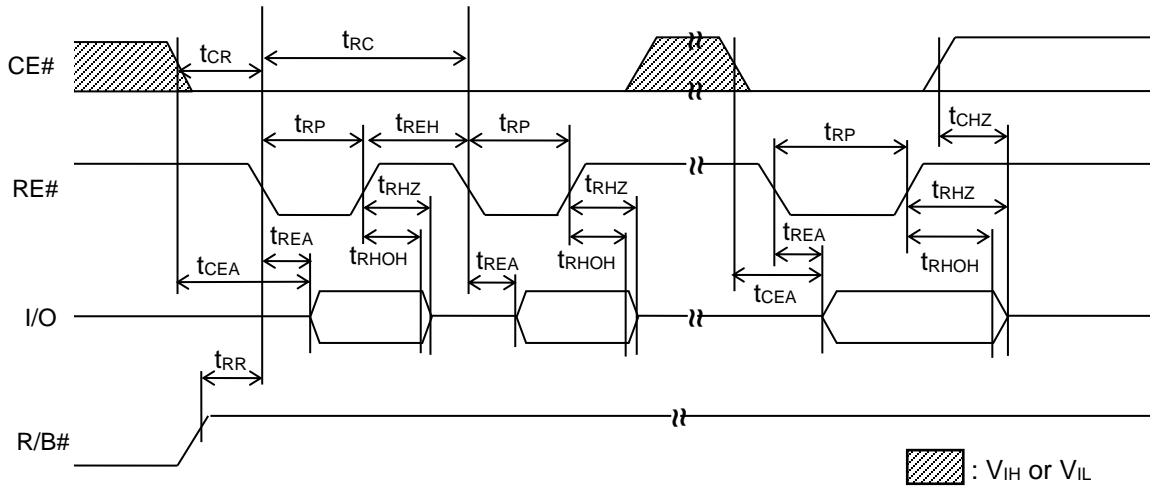 CE#
tCR
tRC
tCHZ
tRP
tREH
tRP
tRP
RE#
tRHZ
tRHZ
tRHZ
tREA
tRHOH
tREA
tRHOH
tREA
tRHOH
tCEA
tCEA
I/O
tRR
R/B#
: VIH or VIL